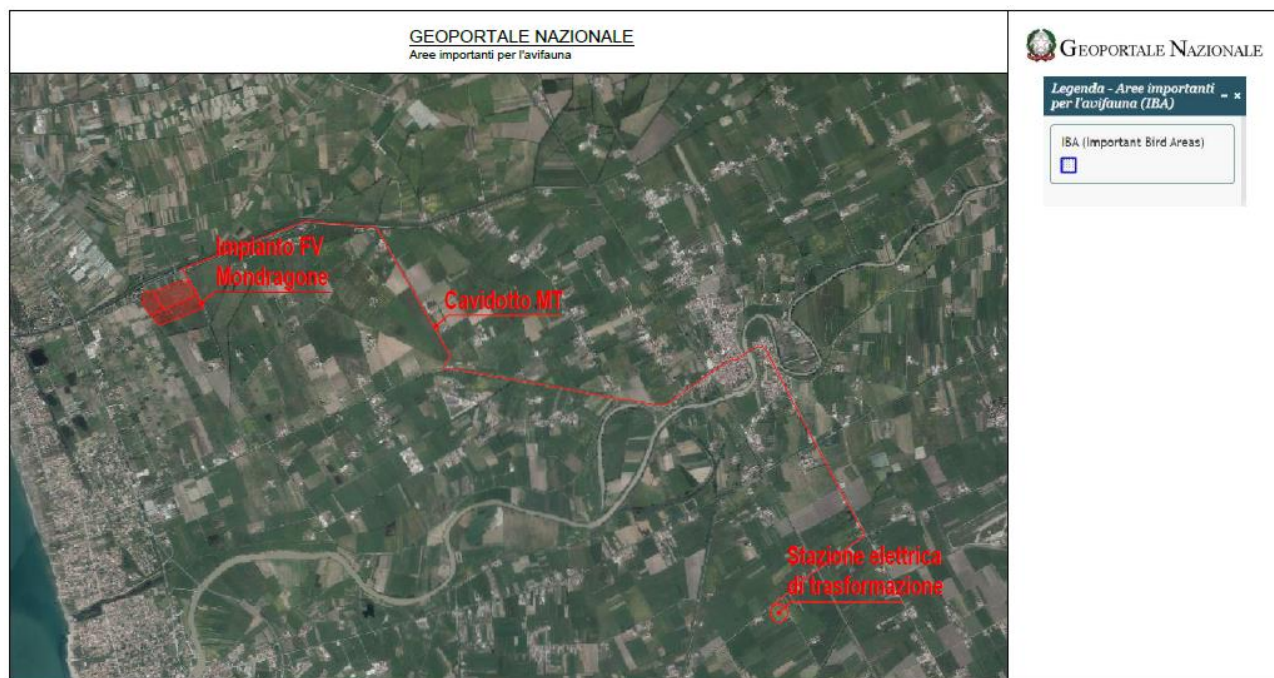 GEOPORTALE NAZIONALE
Aree importanti per l'avifauna
GEOPORTALE NAZIONALE
Legenda - Aree importanti
per l'avifauna (IBA)
- ×
IBA (Important Bird Areas)
Impianto FV
Mondragone
Cavidotto MT
Stazione elettrica
di trasformazione